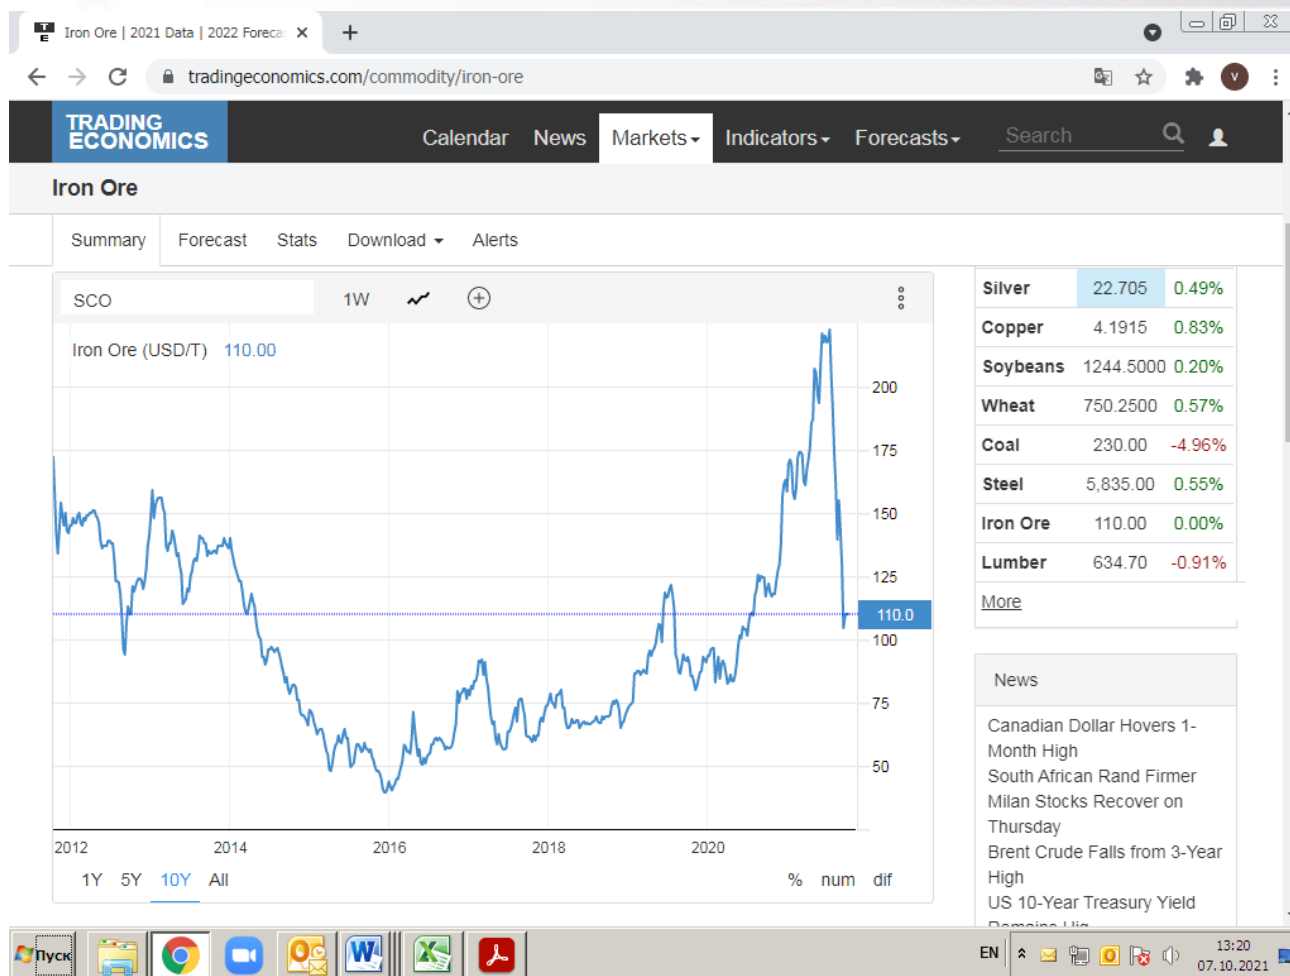 Iron Ore | 2021 Data | 2022 Foreca
tradingeconomics.com/commodity/iron-ore
V
TRADING
ECONOMICS
Calendar News Markets Indicators Forecasts Search
Iron Ore
Summary Forecast Stats Download Alerts
SCO 1W
Iron Ore (USD/T) 110.00
200
175
150
125
110.0
100
75
50
2012 2014 2016 2018 2020
1Y 5Y 10Y All % num dif
Silver 22.705 0.49%
Copper 4.1915 0.83%
Soybeans 1244.5000 0.20%
Wheat 750.2500 0.57%
Coal 230.00 -4.96%
Steel 5,835.00 0.55%
Iron Ore 110.00 0.00%
Lumber 634.70 -0.91%
More
News
Canadian Dollar Hovers 1-
Month High
South African Rand Firmer
Milan Stocks Recover on
Thursday
Brent Crude Falls from 3-Year
High
US 10-Year Treasury Yield
Remains Hig
Пуск
EN
13:20
07.10.2021